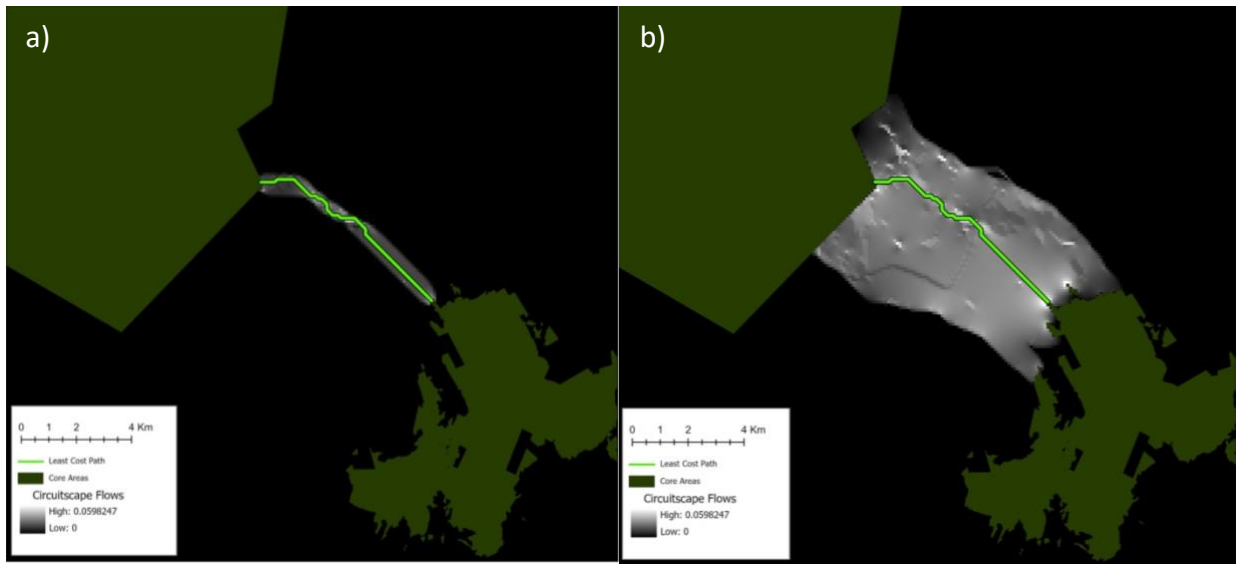 a)
0 1 2 4 Km
Least Cost Path
Core Areas
Circuitscape Flows
High: 0.0598247
Low: 0
b)
0 1 2 4 Km
Least Cost Path
Core Areas
Circuitscape Flows
High: 0.0598247
Low: 0